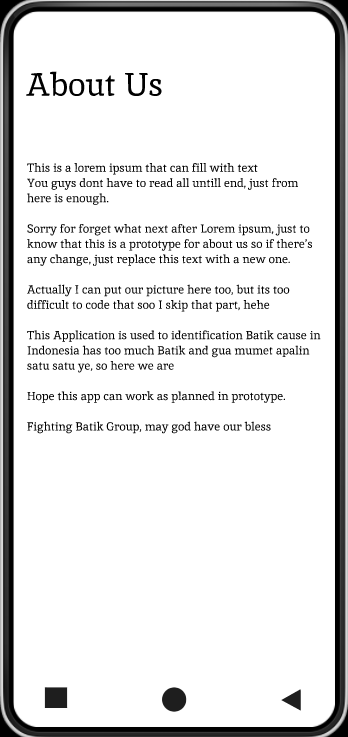 About Us
This is a lorem ipsum that can fill with text
You guys dont have to read all untill end, just from
here is enough.
Sorry for forget what next after Lorem ipsum, just to
know that this is a prototype for about us so if there's
any change, just replace this text with a new one.
Actually I can put our picture here too, but its too
difficult to code that soo I skip that part, hehe
This Application is used to identification Batik cause in
Indonesia has too much Batik and gua mumet apalin
satu satu ye, so here we are
Hope this app can work as planned in prototype.
Fighting Batik Group, may god have our bless